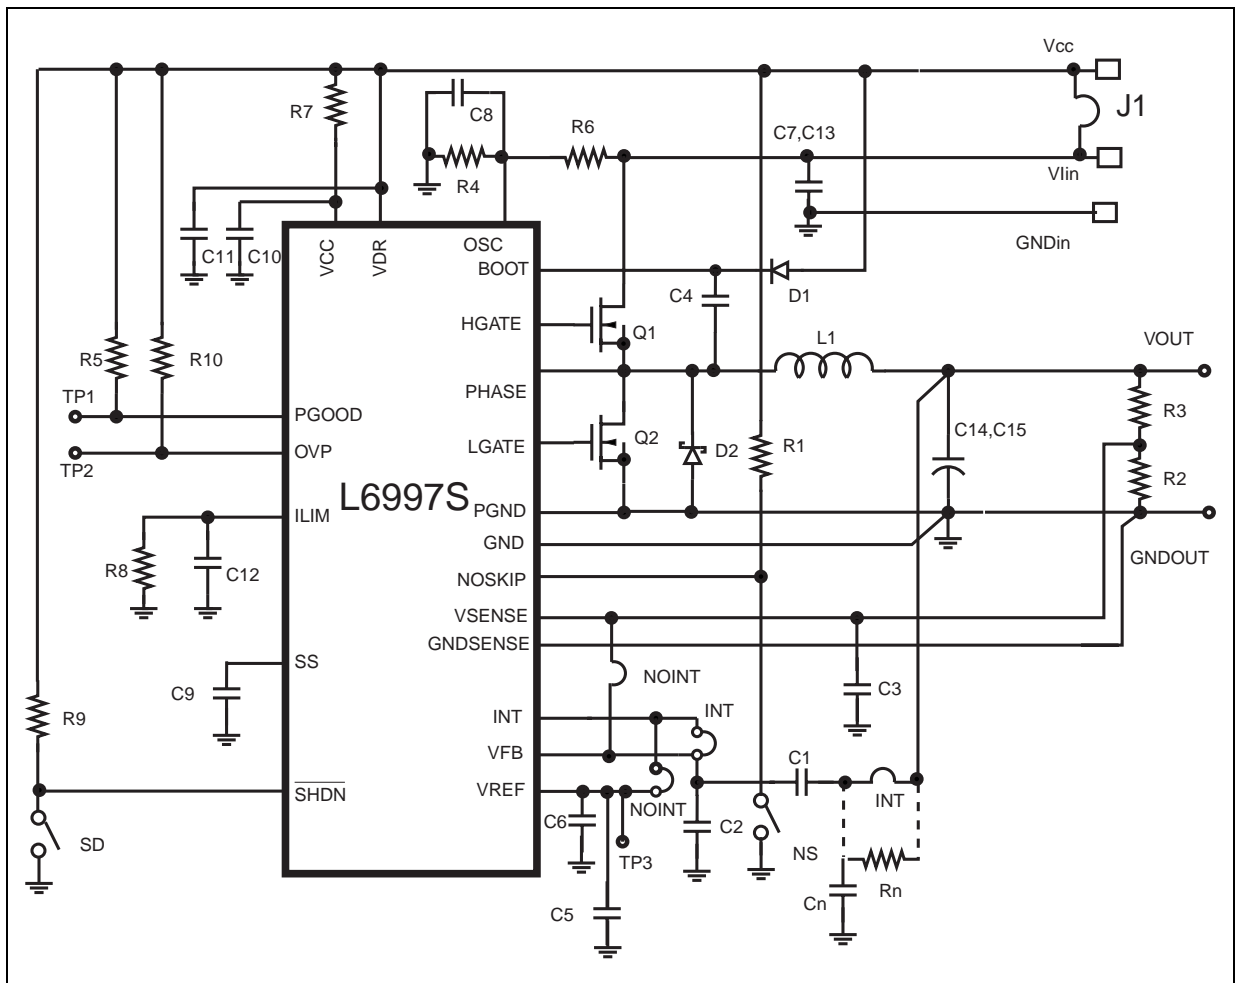 Vcc
J1
R7
C8
R6
C7,C13
R4
VIin
GNDin
C11
C10
VCC
VDR
OSC
BOOT
C4
D1
HGATE
Q1
L1
VOUT
R5
R10
PHASE
TP1
PGOOD
R3
Q2
LGATE
D2
R1
C14,C15
OVP
TP2
R2
L6997S
PGND
ILIM
GND
GNDOUT
R8
C12
NOSKIP
VSENSE
GNDSENSE
SS
C9
NOINT
C3
R9
INT
INT
VFB
C1
VREF
SHDN
NOINT
INT
C6
C2
SD
TP3
NS
Rn
Cn
C5